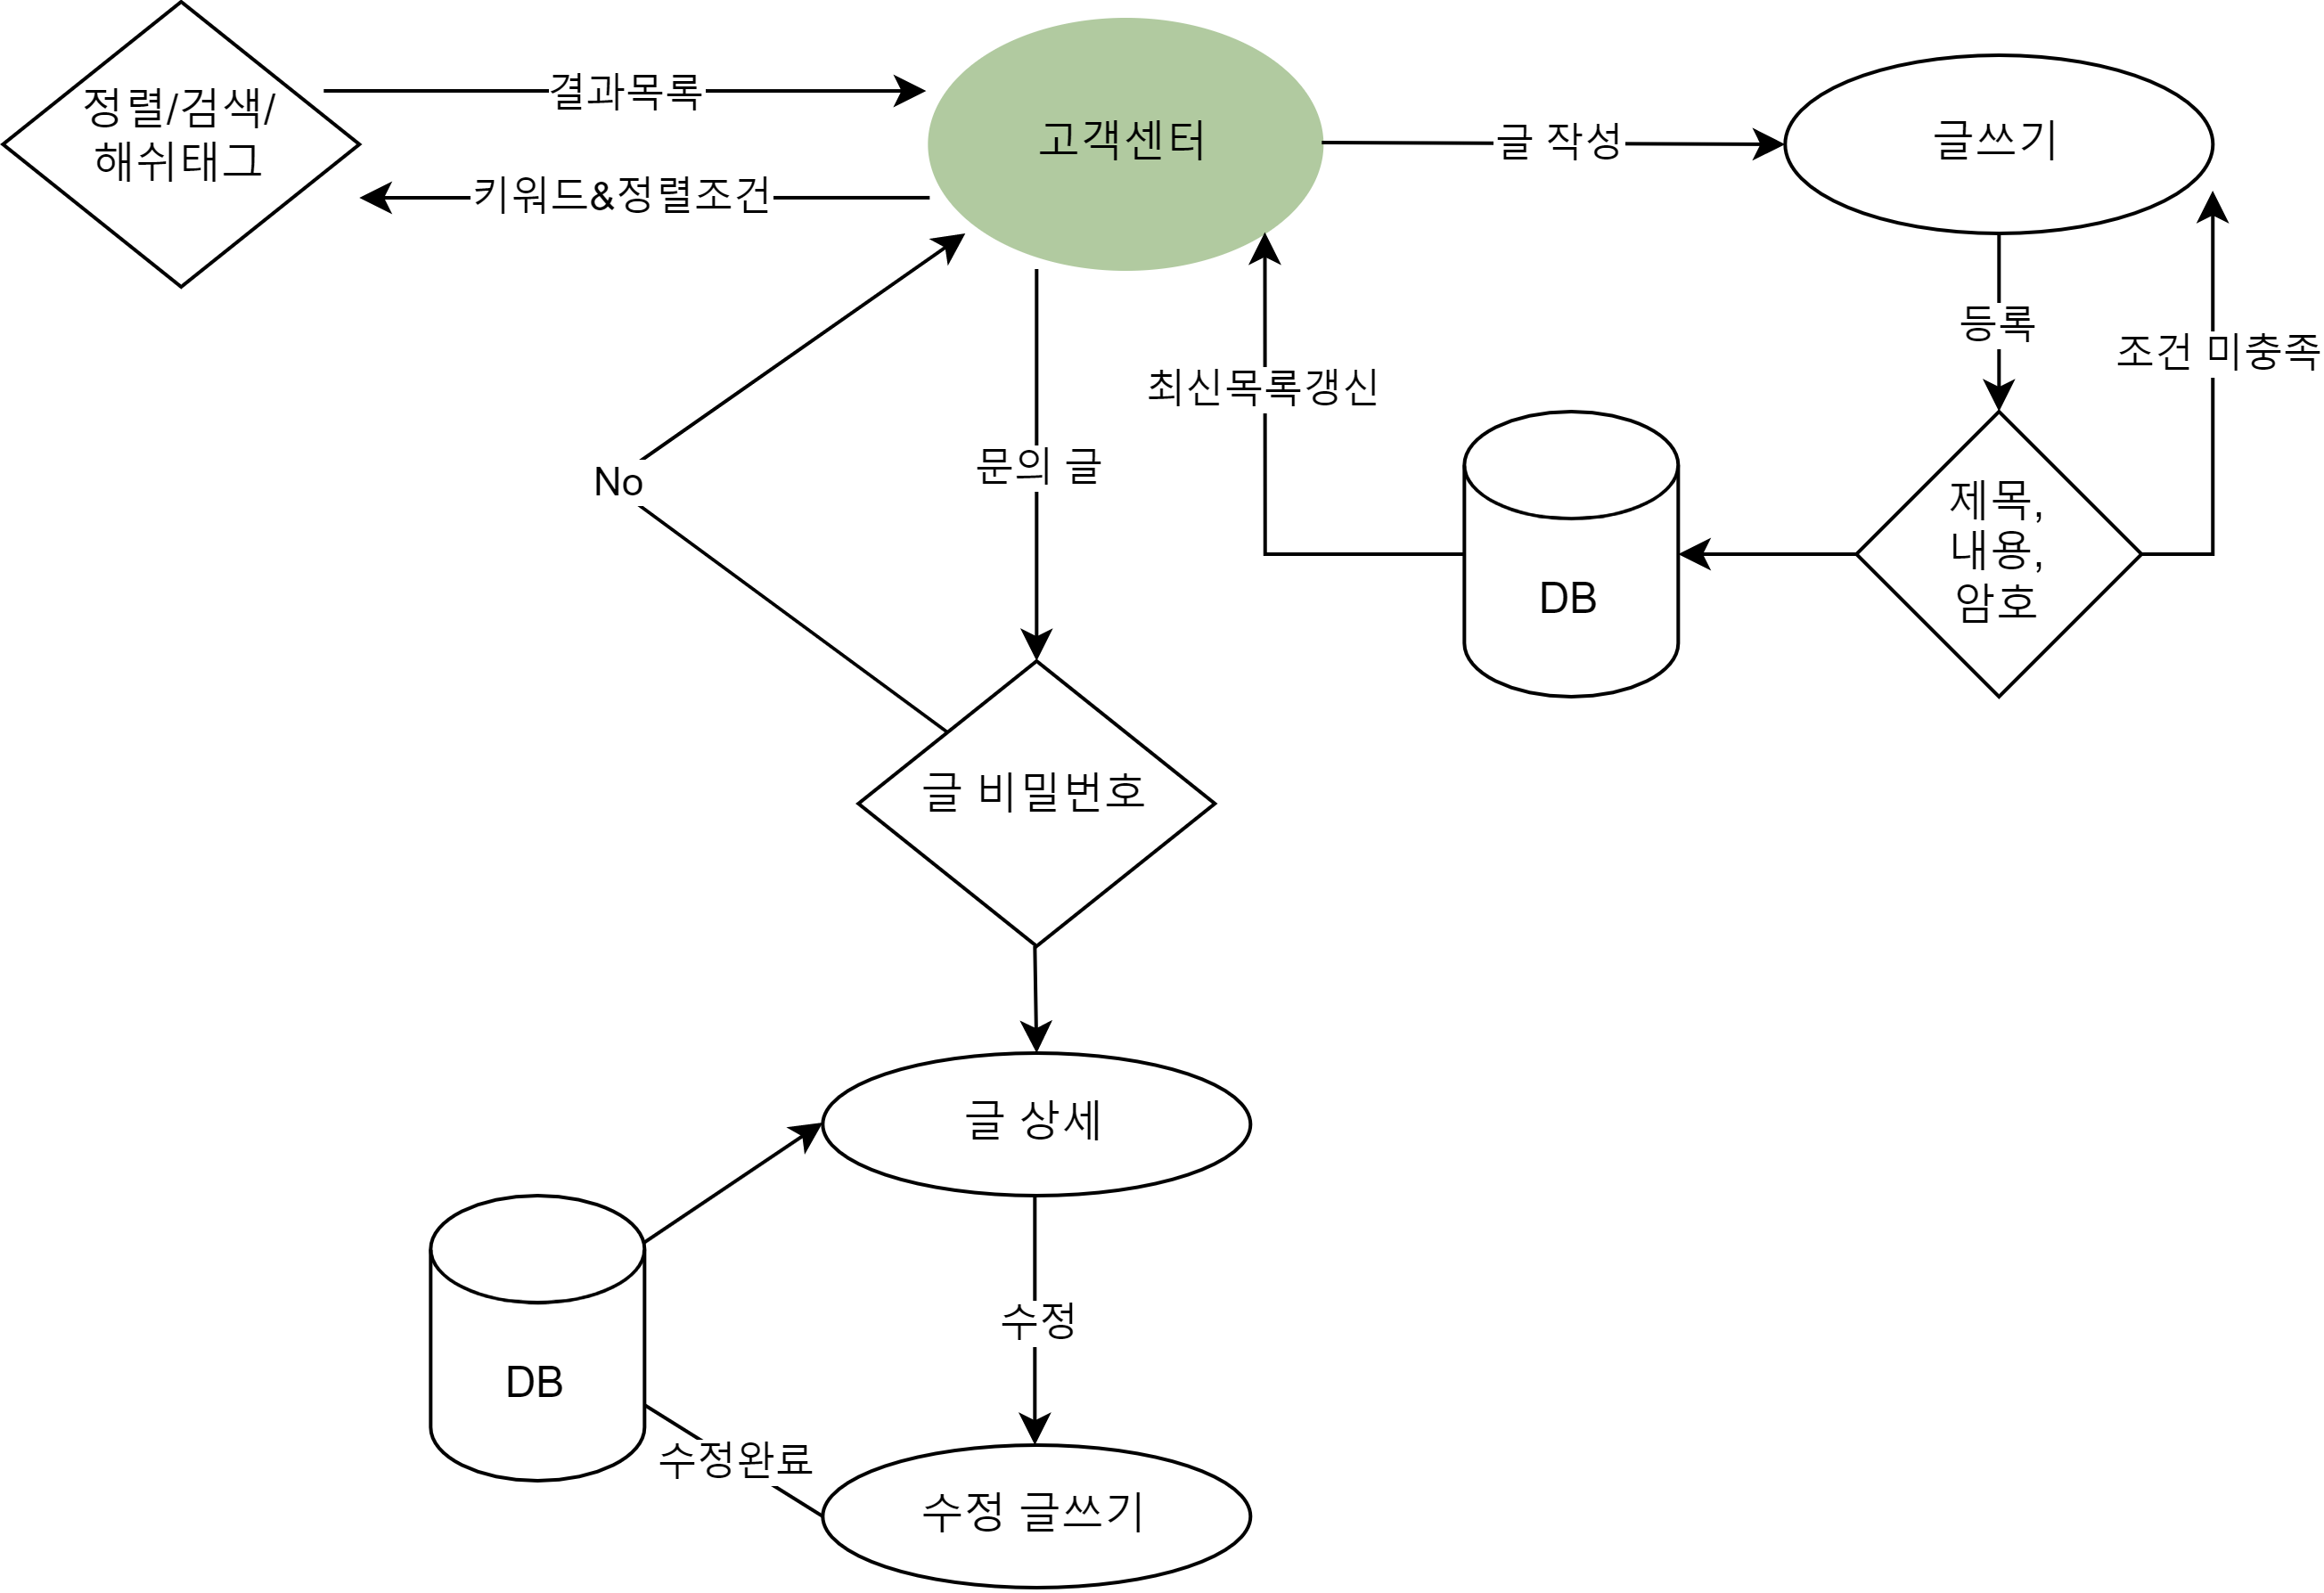 정렬/검색/
해쉬태그
결과목록
키워드&정렬조건
고객센터
글 작성
글쓰기
등록
조건 미충족
최신목록갱신
문의 글
No
제목,
내용,
암호
DB
글 비밀번호
글 상세
수정
DB
수정완료
수정 글쓰기